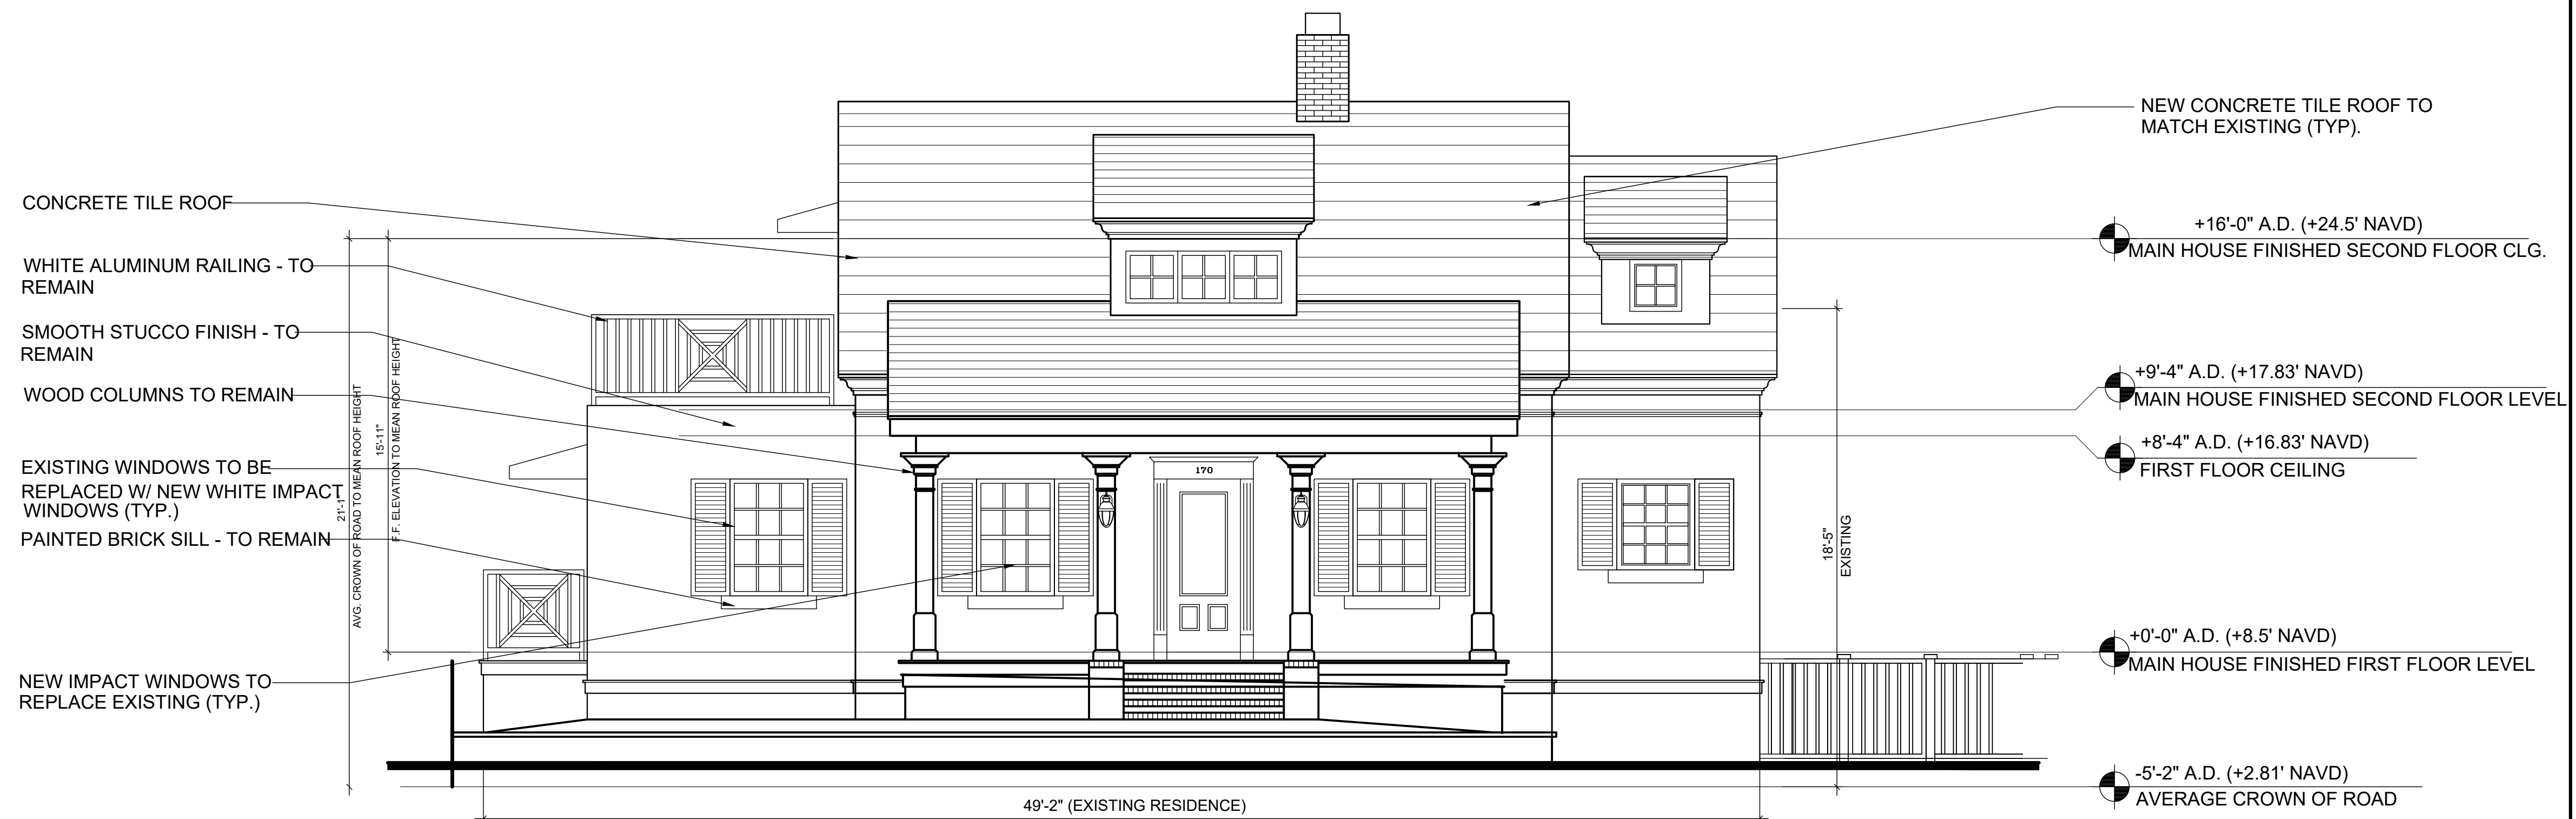 CONCRETE TILE ROOF
WHITE ALUMINUM RAILING - TO
REMAIN
SMOOTH STUCCO FINISH - TO
REMAIN
WOOD COLUMNS TO REMAIN
EXISTING WINDOWS TO BE
REPLACED W/ NEW WHITE IMPACT
WINDOWS (TYP.)
PAINTED BRICK SILL - TO REMAIN
NEW IMPACT WINDOWS TO
REPLACE EXISTING (TYP.)
21'-1"
AVG. CROWN OF ROAD TO MEAN ROOF HEIGHT
15'-11"
F.F. ELEVATION TO MEAN ROOF HEIGHT
170
49'-2" (EXISTING RESIDENCE)
18'-5"
EXISTING
NEW CONCRETE TILE ROOF TO
MATCH EXISTING (TYP).
+16'-0" A.D. (+24.5' NAVD)
MAIN HOUSE FINISHED SECOND FLOOR CLG.
+9'-4" A.D. (+17.83' NAVD)
MAIN HOUSE FINISHED SECOND FLOOR LEVEL
+8'-4" A.D. (+16.83' NAVD)
FIRST FLOOR CEILING
+0'-0" A.D. (+8.5' NAVD)
MAIN HOUSE FINISHED FIRST FLOOR LEVEL
-5'-2" A.D. (+2.81' NAVD)
AVERAGE CROWN OF ROAD